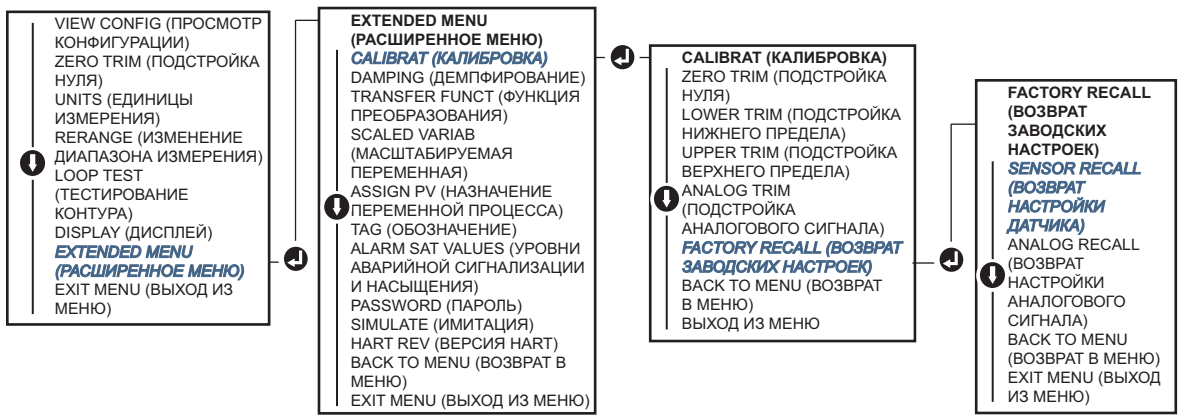 VIEW CONFIG (ПРОСМОТР
КОНФИГУРАЦИИ)
ZERO TRIM (ПОДСТРОЙКА
НУЛЯ)
UNITS (ЕДИНИЦЫ
ИЗМЕРЕНИЯ)
RERANGE (ИЗМЕНЕНИЕ
ДИАПАЗОНА ИЗМЕРЕНИЯ)
LOOP TEST
(ТЕСТИРОВАНИЕ
КОНТУРА)
DISPLAY (ДИСПЛЕЙ)
EXTENDED MENU
(РАСШИРЕННОЕ МЕНЮ)
EXIT MENU (ВЫХОД ИЗ
МЕНЮ)
EXTENDED MENU
(РАСШИРЕННОЕ МЕНЮ)
CALIBRAT (КАЛИБРОВКА)
DAMPING (ДЕМПФИРОВАНИЕ)
TRANSFER FUNCT (ФУНКЦИЯ
ПРЕОБРАЗОВАНИЯ)
SCALED VARIAB
(МАСШТАБИРУЕМАЯ
ПЕРЕМЕННАЯ)
ASSIGN PV (НАЗНАЧЕНИЕ
ПЕРЕМЕННОЙ ПРОЦЕССА)
TAG (ОБОЗНАЧЕНИЕ)
ALARM SAT VALUES (УРОВНИ
АВАРИЙНОЙ СИГНАЛИЗАЦИИ
И НАСЫЩЕНИЯ)
PASSWORD (ПАРОЛЬ)
SIMULATE (ИМИТАЦИЯ)
HART REV (ВЕРСИЯ HART)
BACK TO MENU (ВОЗВРАТ В
МЕНЮ)
EXIT MENU (ВЫХОД ИЗ МЕНЮ)
CALIBRAT (КАЛИБРОВКА)
ZERO TRIM (ПОДСТРОЙКА
НУЛЯ)
LOWER TRIM (ПОДСТРОЙКА
НИЖНЕГО ПРЕДЕЛА)
UPPER TRIM (ПОДСТРОЙКА
ВЕРХНЕГО ПРЕДЕЛА)
ANALOG TRIM
(ПОДСТРОЙКА
АНАЛОГОВОГО СИГНАЛА)
FACTORY RECALL (ВОЗВРАТ
ЗАВОДСКИХ НАСТРОЕК)
BACK TO MENU (ВОЗВРАТ
В МЕНЮ)
ВЫХОД ИЗ МЕНЮ
FACTORY RECALL
(ВОЗВРАТ
ЗАВОДСКИХ
НАСТРОЕК)
SENSOR RECALL
(ВОЗВРАТ
НАСТРОЙКИ
ДАТЧИКА)
ANALOG RECALL
(ВОЗВРАТ
НАСТРОЙКИ
АНАЛОГОВОГО
СИГНАЛА)
BACK TO MENU
(ВОЗВРАТ В МЕНЮ)
EXIT MENU (ВЫХОД
ИЗ МЕНЮ)